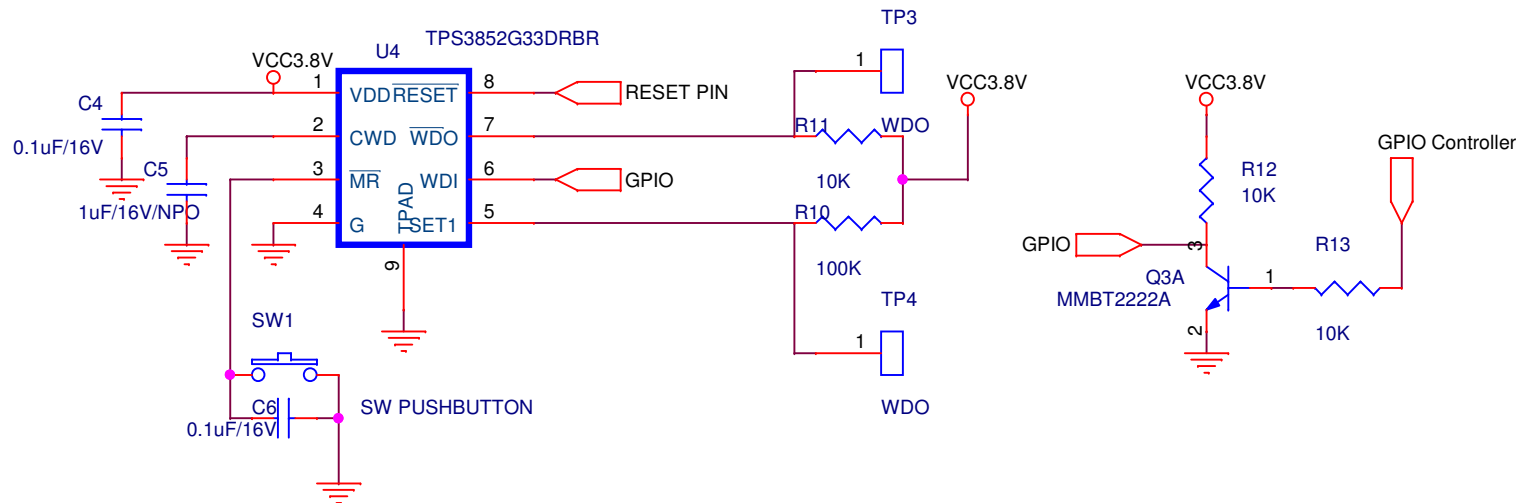 TP3
TPS3852G33DRBR
U4
VCC3.8V
1
1
VDD
RESET
8
RESET PIN
VCC3.8V
VCC3.8V
C4
2
CWD
WDO
7
R11
WDO
GPIO Controller
0.1uF/16V
C5
3
MR
WDI
6
GPIO
10K
R12
10K
1uF/16V/NPO
4
G
TPAD
SET1
5
R10
GPIO
3
R13
9
100K
Q3A
1
MMBT2222A
TP4
SW1
1
2
10K
C6
SW PUSHBUTTON
WDO
0.1uF/16V